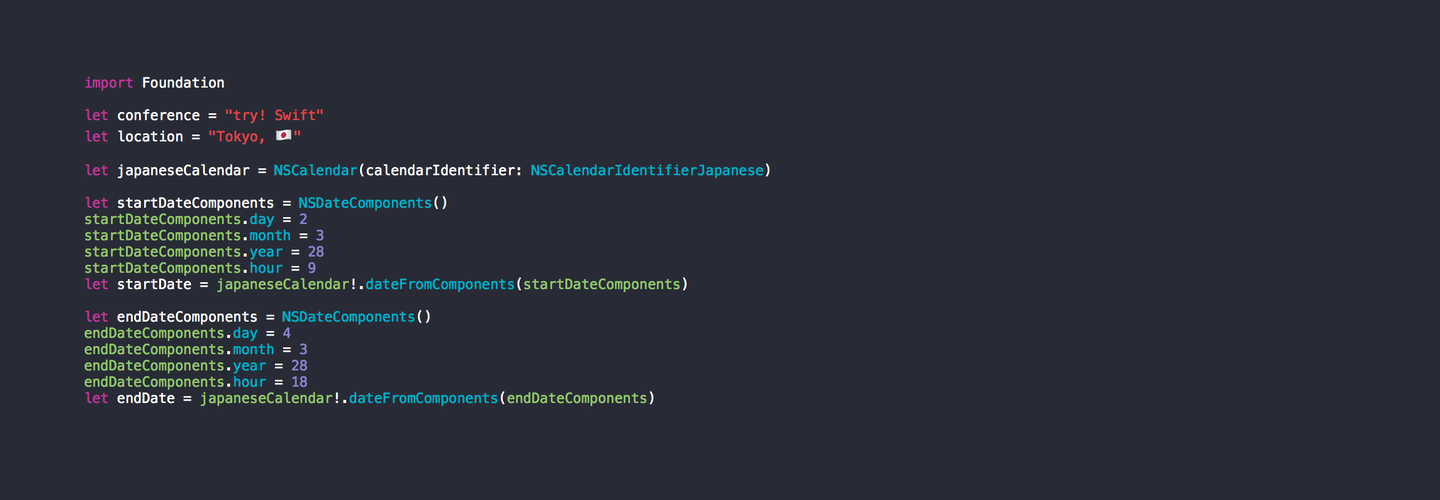 import Foundation
let conference = "try! Swift"
let location = "Tokyo, 🇯🇵"
let japaneseCalendar = NSCalendar(calendarIdentifier: NSCalendarIdentifierJapanese)
let startDateComponents = NSDateComponents()
startDateComponents.day = 2
startDateComponents.month = 3
startDateComponents.year = 28
startDateComponents.hour = 9
let startDate = japaneseCalendar!.dateFromComponents(startDateComponents)
let endDateComponents = NSDateComponents()
endDateComponents.day = 4
endDateComponents.month = 3
endDateComponents.year = 28
endDateComponents.hour = 18
let endDate = japaneseCalendar!.dateFromComponents(endDateComponents)